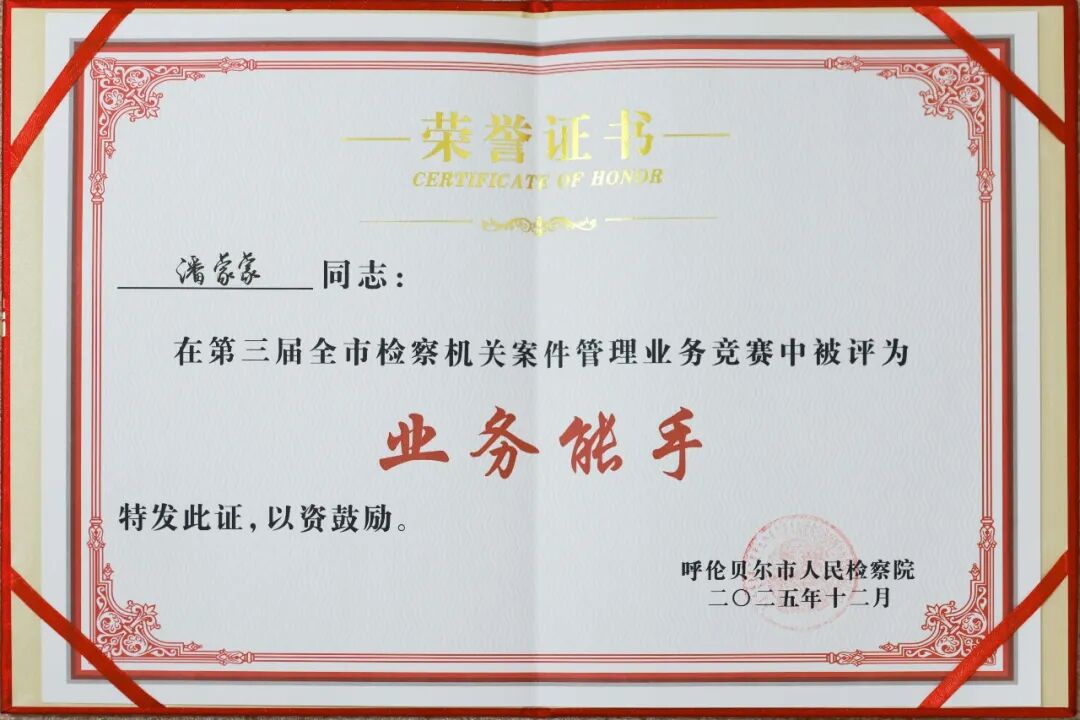 荣誉证书
CERTIFICATE OF HONOR
潘蒙蒙 同志：
在第三届全市检察机关案件管理业务竞赛中被评为
业务能手
特发此证，以资鼓励。
呼伦贝尔市人民检察院
二〇二五年十二月